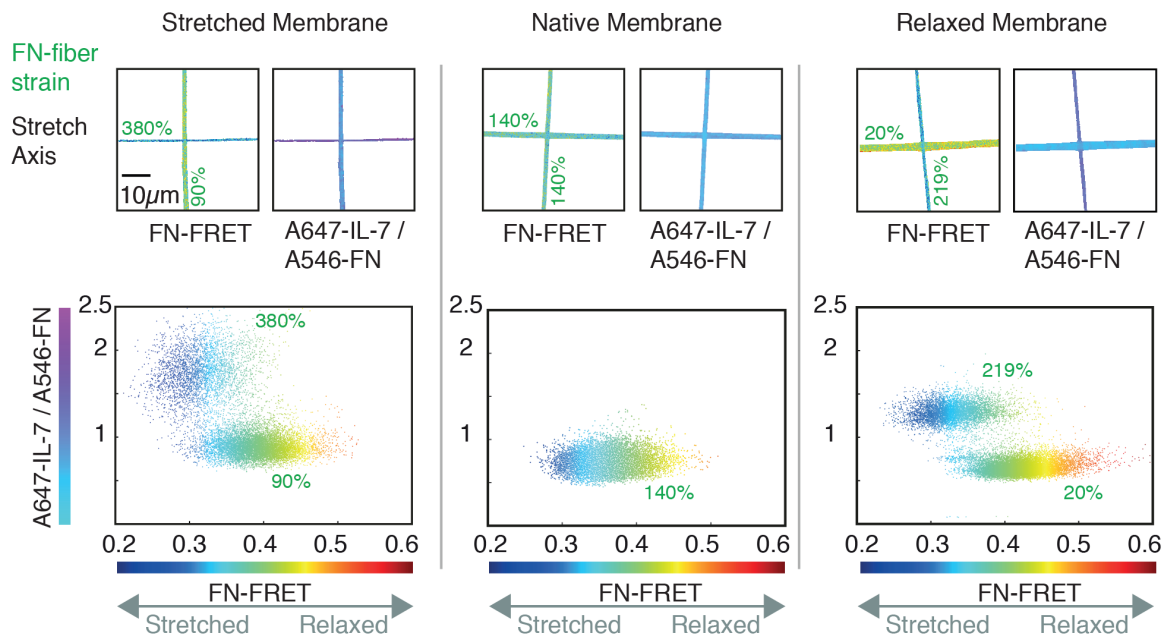 Stretched Membrane
Native Membrane
Relaxed Membrane
FN-fiber
strain
Stretch
Axis
380%
90%
10µm
140%
140%
20%
219%
FN-FRET
A647-IL-7 /
A546-FN
FN-FRET
A647-IL-7 /
A546-FN
FN-FRET
A647-IL-7 /
A546-FN
A647-IL-7 / A546-FN
2.5
2
1
380%
90%
0.2 0.3 0.4 0.5 0.6
FN-FRET
Stretched Relaxed
2.5
2
1
140%
0.2 0.3 0.4 0.5 0.6
FN-FRET
Stretched Relaxed
2.5
2
1
219%
20%
0.2 0.3 0.4 0.5 0.6
FN-FRET
Stretched Relaxed